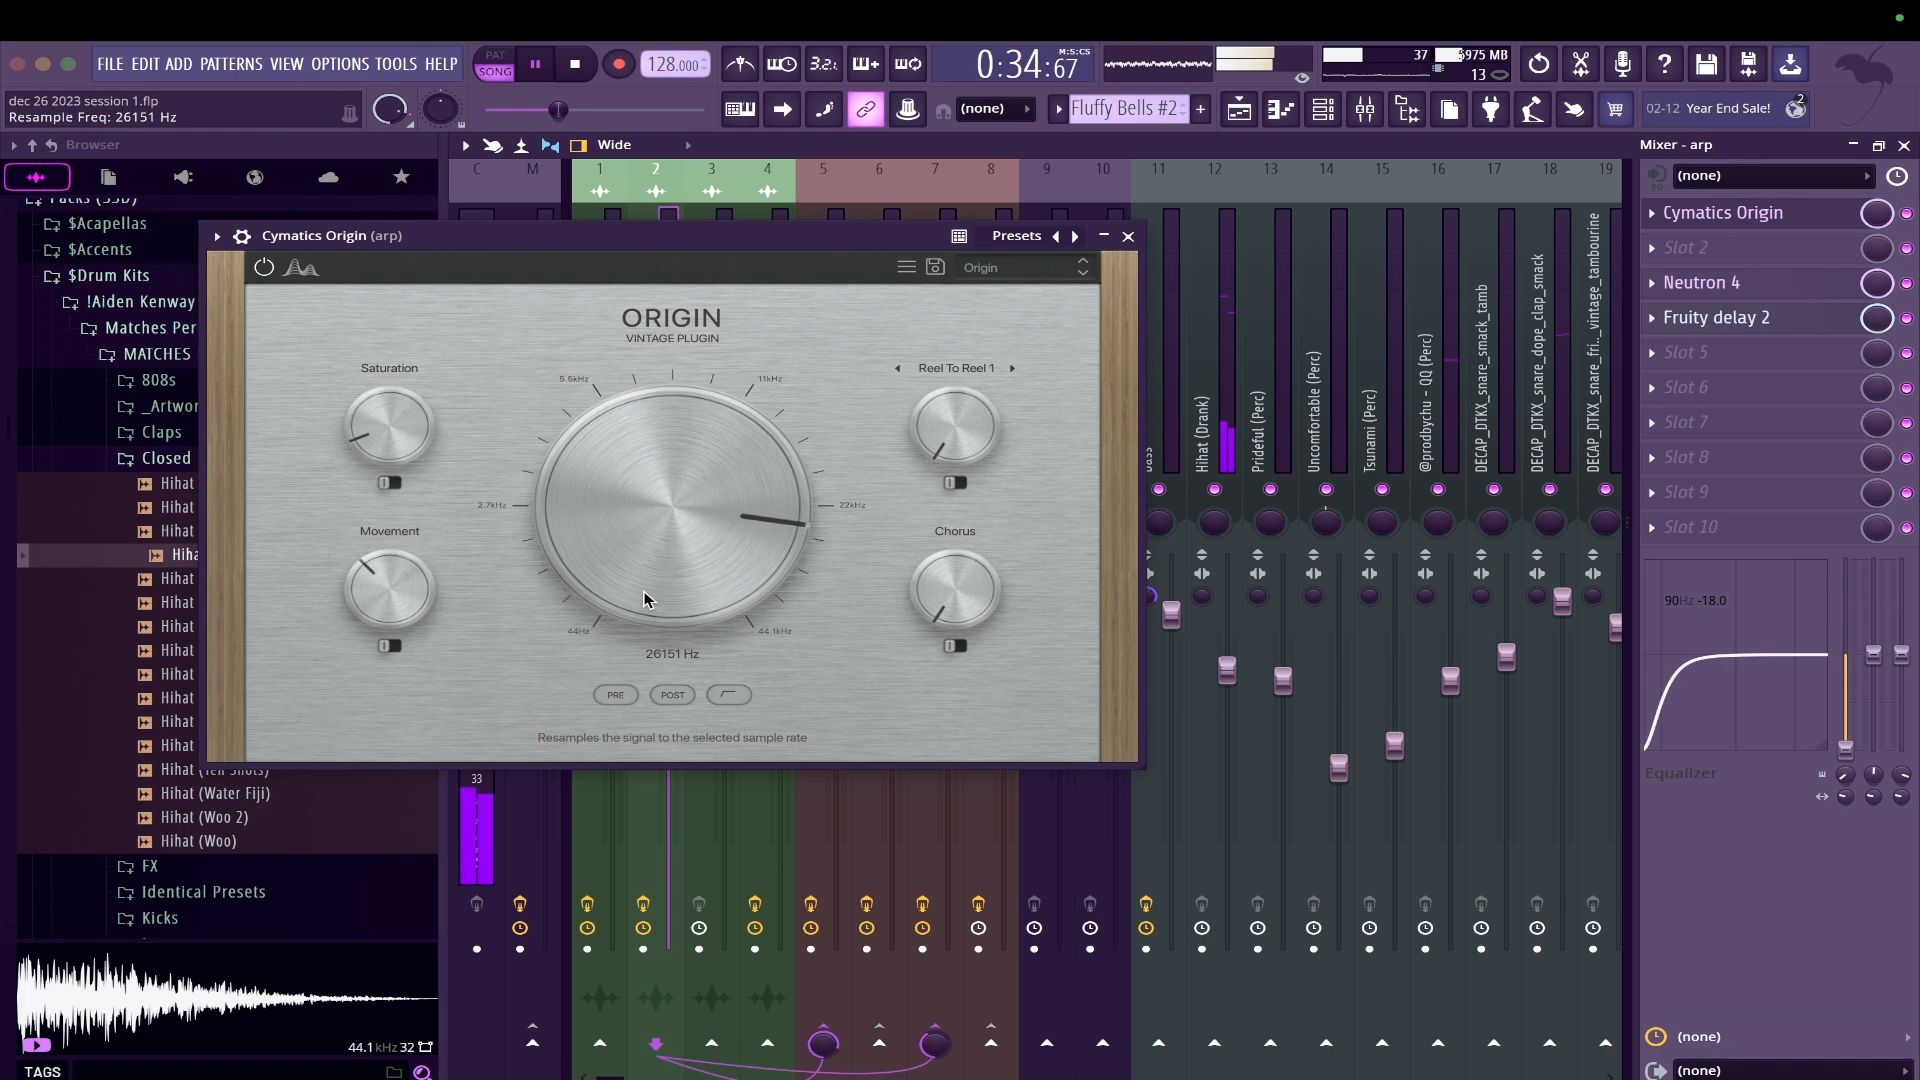 FILE EDIT ADD PATTERNS VIEW OPTIONS TOOLS HELP
PAT
SONG
128.000
3.2.
M:S:CS
0:34:67
37
5975 MB
13
dec 26 2023 session 1.flp
Resample Freq: 26151 Hz
(none)
Fluffy Bells #2
02-12 Year End Sale!
2
Browser
Wide
Mixer - arp
C
M
1
2
3
4
5
6
7
8
9
10
11
12
13
14
15
16
17
18
19
$Acapellas
$Accents
$Drum Kits
!Aiden Kenway
Matches Per
MATCHES
808s
_Artwor
Claps
Closed
Hihat
Hihat
Hihat
Hiha
Hihat
Hihat
Hihat
Hihat
Hihat
Hihat
Hihat
Hihat
Hihat (Water Fiji)
Hihat (Woo 2)
Hihat (Woo)
FX
Identical Presets
Kicks
44.1kHz 32
TAGS
Cymatics Origin (arp)
Presets
Origin
ORIGIN
VINTAGE PLUGIN
Saturation
Reel To Reel 1
5.5kHz
11kHz
2.7kHz
22kHz
Movement
Chorus
44Hz
44.1kHz
26151 Hz
PRE
POST
Resamples the signal to the selected sample rate
33
Hihat (Drank)
Prideful (Perc)
Uncomfortable (Perc)
Tsunami (Perc)
@prodbychu - QQ (Perc)
DECAP_DTKX_snare_smack_tamb
DECAP_DTKX_snare_dope_clap_smack
DECAP_DTKX_snare_fri.._vintage_tambourine
(none)
EQ
Cymatics Origin
Slot 2
Neutron 4
Fruity delay 2
Slot 5
Slot 6
Slot 7
Slot 8
Slot 9
Slot 10
90Hz -18.0
Equalizer
(none)
(none)